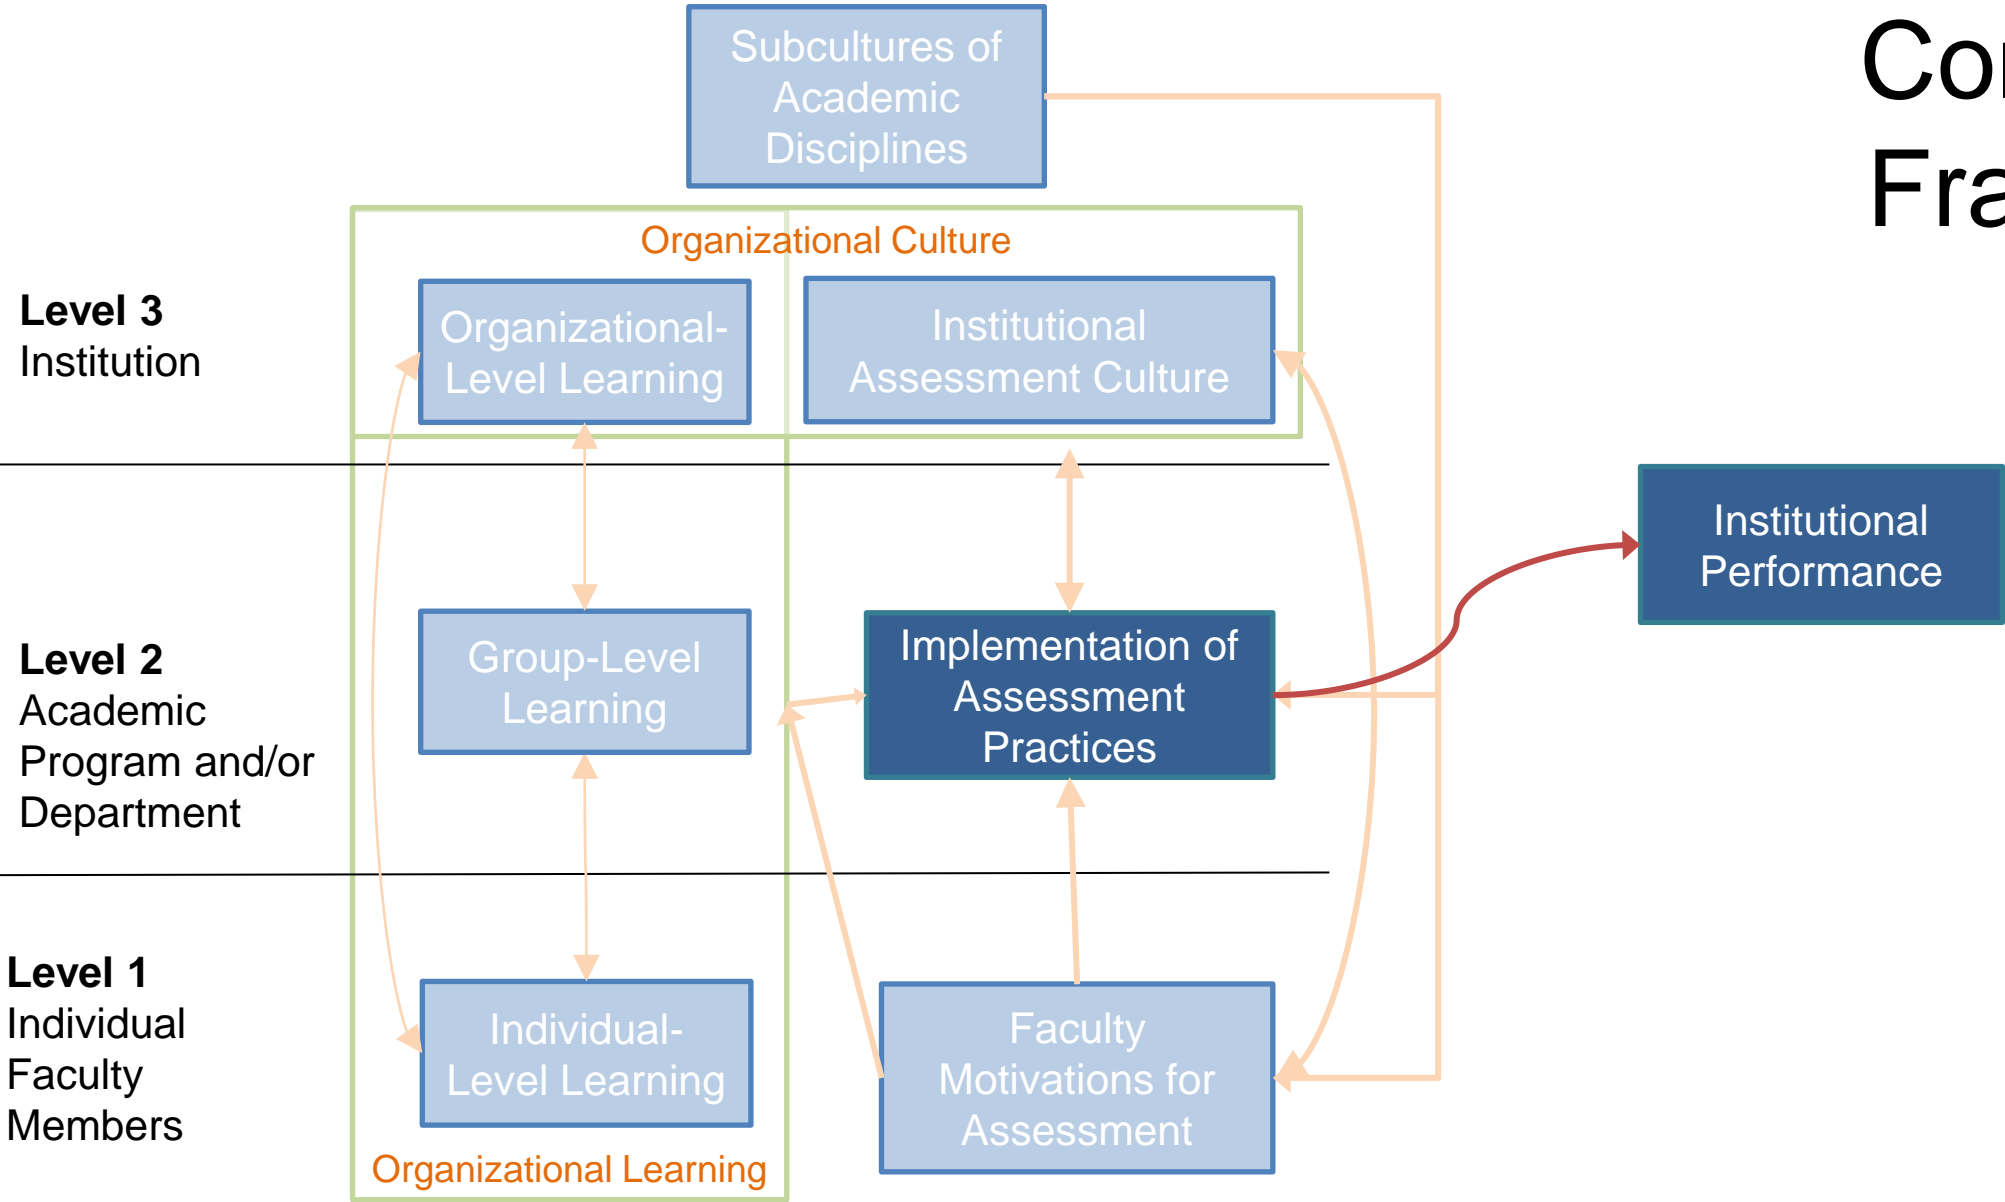 Subcultures of
Academic
Disciplines
Organizational Culture
Level 3
Institution
Organizational-
Level Learning
Institutional
Assessment Culture
Institutional
Performance
Level 2
Academic
Program and/or
Department
Group-Level
Learning
Implementation of
Assessment
Practices
Level 1
Individual
Faculty
Members
Individual-
Level Learning
Faculty
Motivations for
Assessment
Organizational Learning